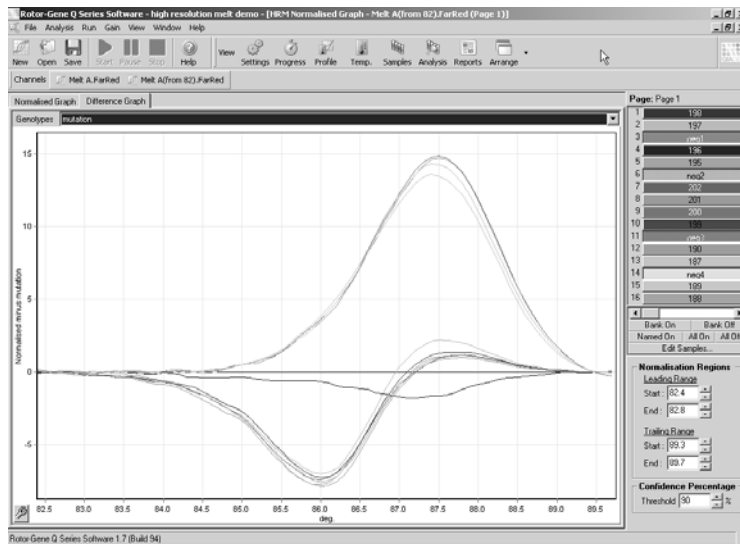 Rotor-Gene Q Series Software - high resolution melt demo - [HRM Normalised Graph - Melt A(from 82).FarRed (Page 1)]
File Analysis Run Gain View Window Help
New Open Save Start Pause Stop Help View Settings Progress Profile Temp. Samples Analysis Reports Arrange
Channels Melt A.FarRed Melt A(from 82).FarRed
Normalised Graph Difference Graph
Genotypes mutation
Normalised minus mutation
15
10
5
0
-5
82.5 83.0 83.5 84.0 84.5 85.0 85.5 86.0 86.5 87.0 87.5 88.0 88.5 89.0 89.5
deg.
Page: Page 1
1 198
2 197
3 neg1
4 196
5 195
6 neg2
7 202
8 201
9 200
10 199
11 neg3
12 190
13 187
14 neg4
15 189
16 188
Bank On Bank Off
Named On All On All Off
Edit Samples...
Normalisation Regions
Leading Range
Start : 82.4
End : 82.8
Trailing Range
Start : 89.3
End : 89.7
Confidence Percentage
Threshold 90 %
Rotor-Gene Q Series Software 1.7 (Build 94)